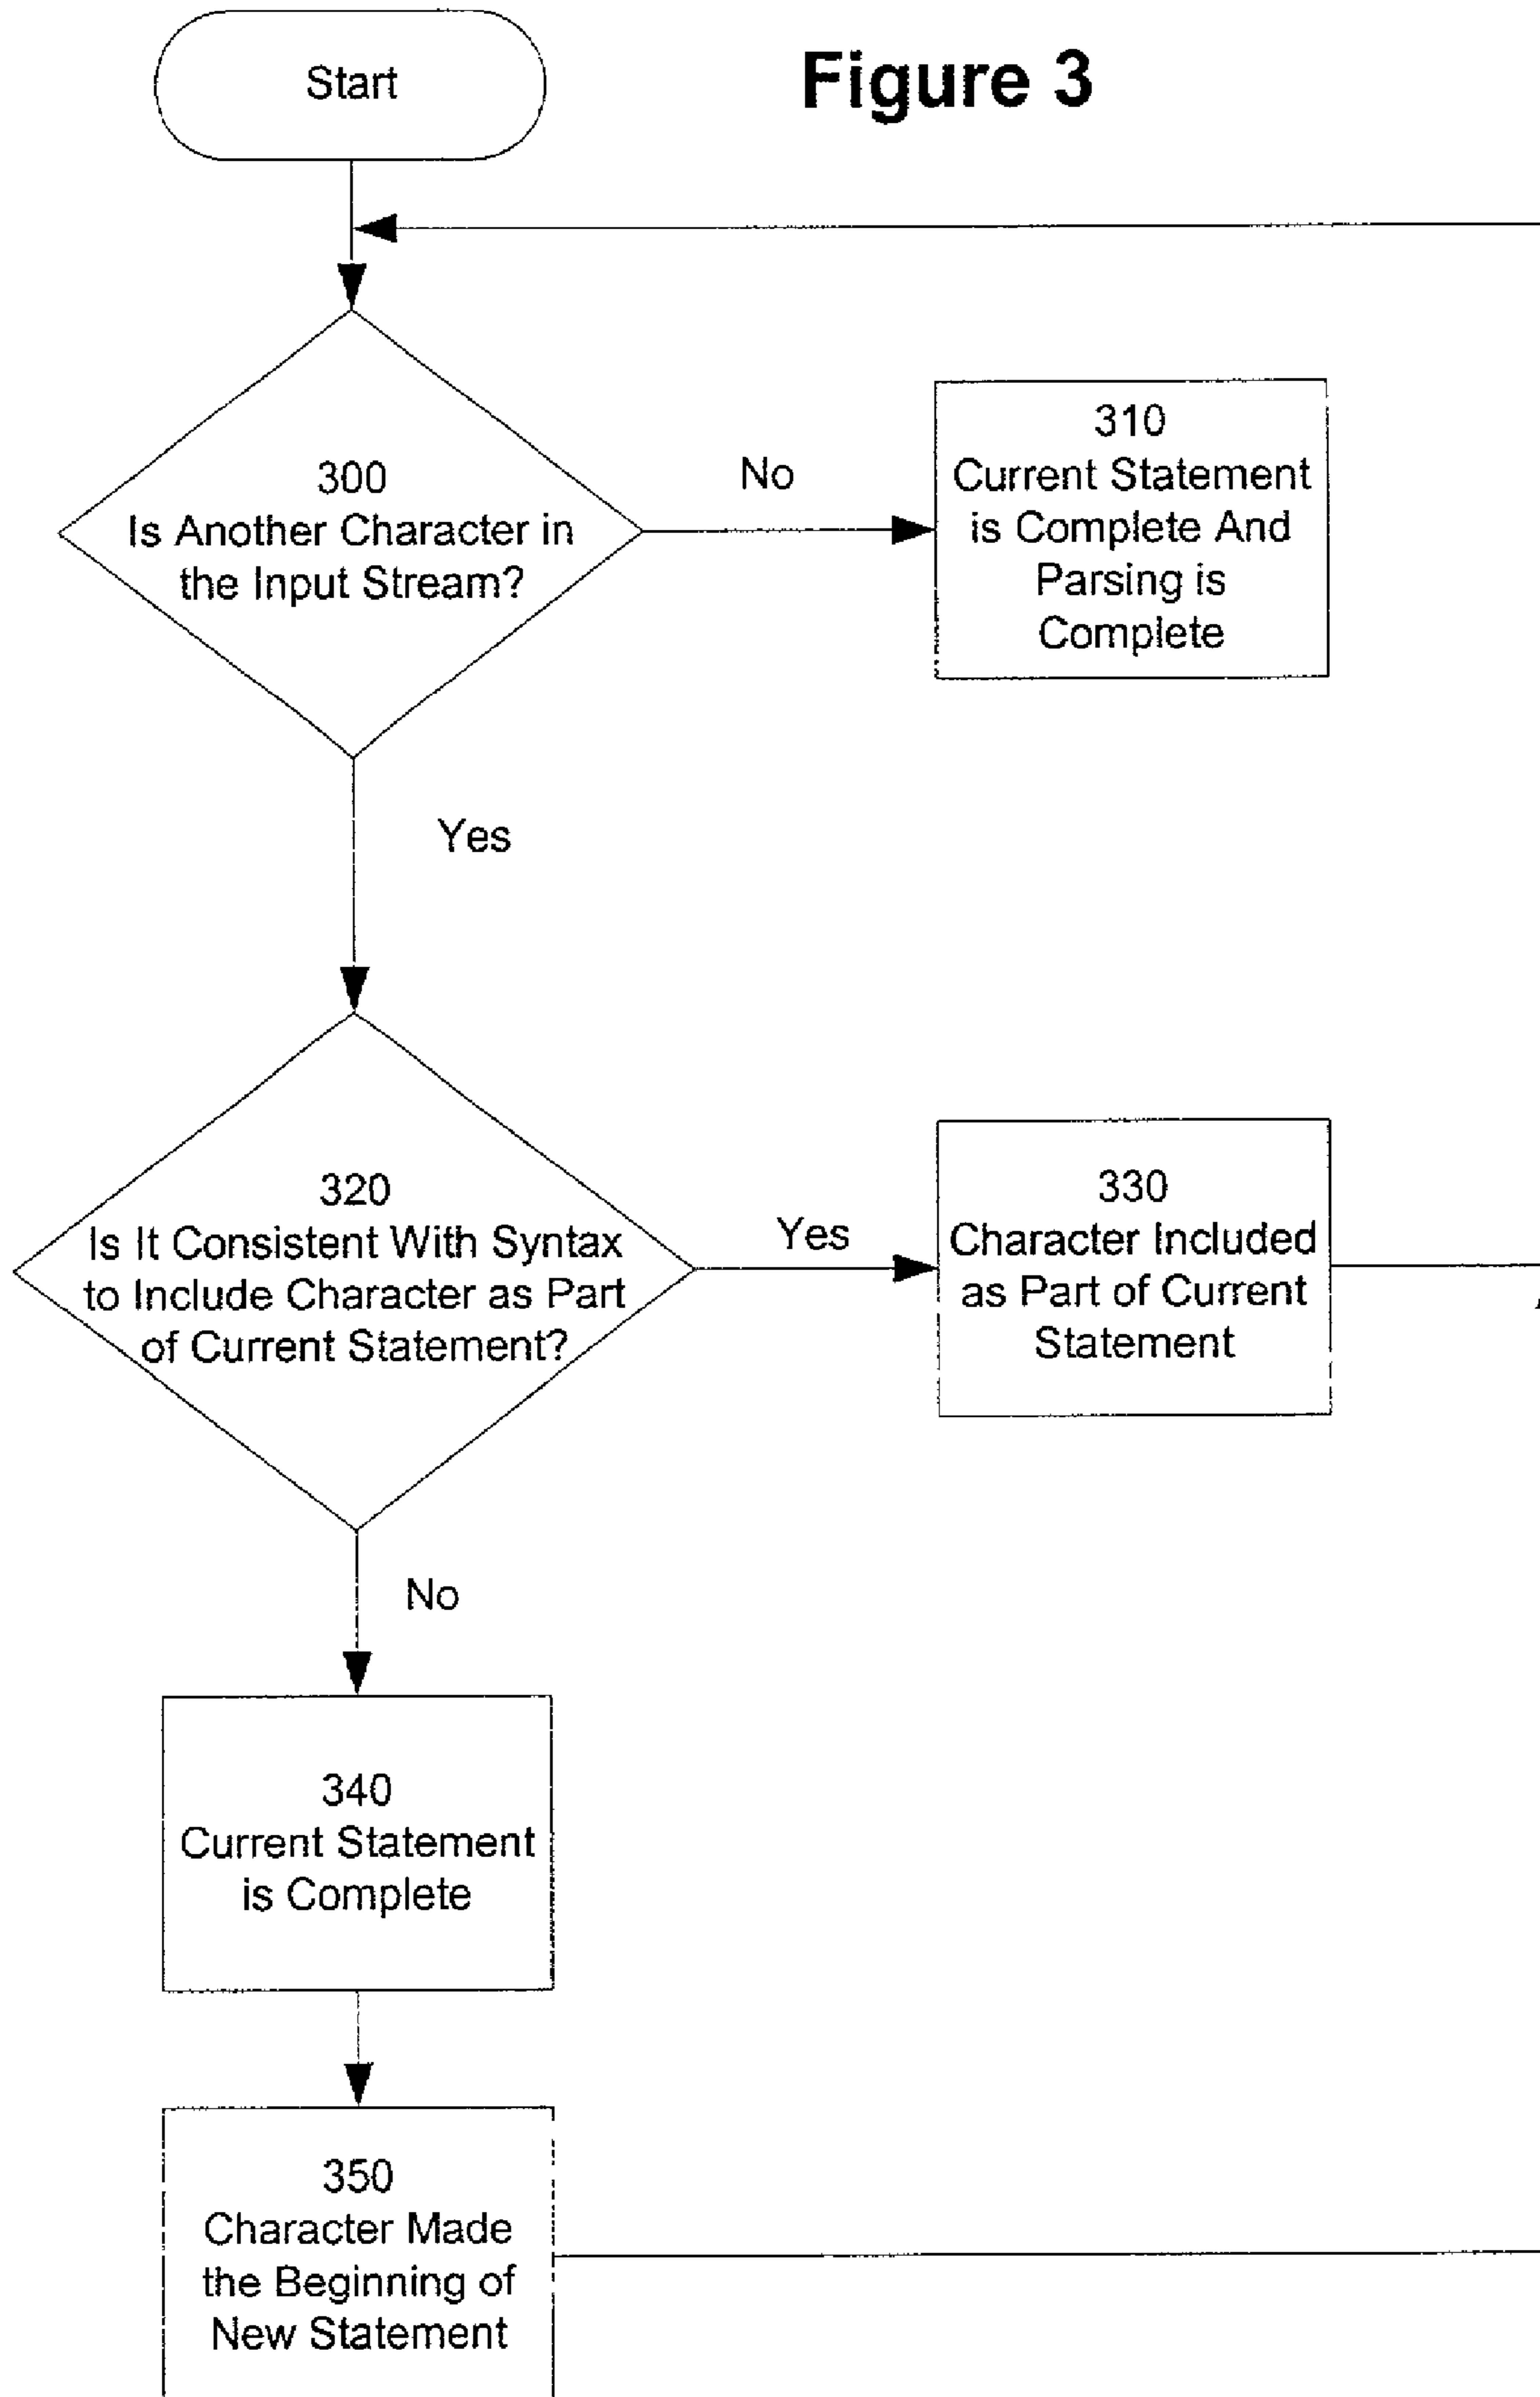 Start
Figure 3
300
Is Another Character in
the Input Stream?
No
310
Current Statement
is Complete And
Parsing is
Complete
Yes
320
Is It Consistent With Syntax
to Include Character as Part
of Current Statement?
Yes
330
Character Included
as Part of Current
Statement
No
340
Current Statement
is Complete
350
Character Made
the Beginning of
New Statement